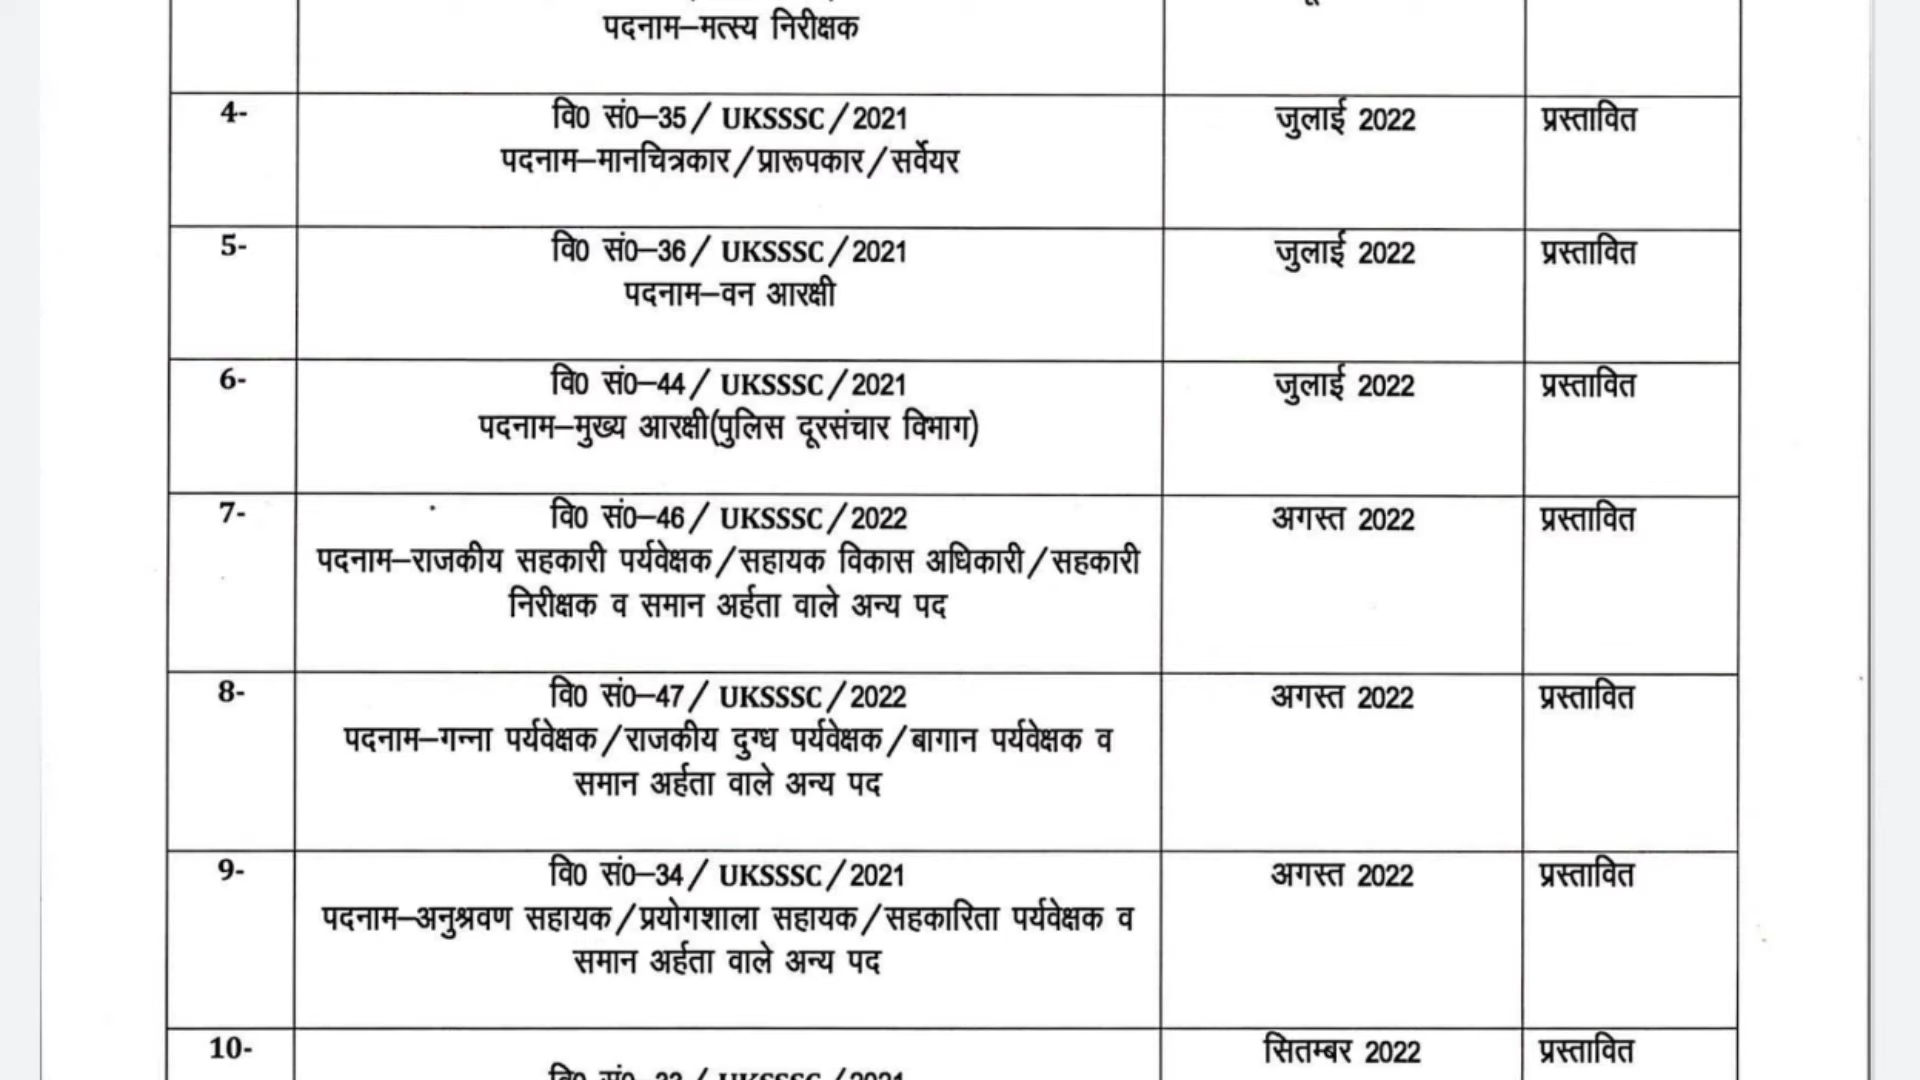 पदनाम–मत्स्य निरीक्षक
4- वि0 सं0–35/ UKSSSC/2021 जुलाई 2022 प्रस्तावित
पदनाम–मानचित्रकार/प्रारूपकार/सर्वेयर
5- वि0 सं0–36/ UKSSSC/2021 जुलाई 2022 प्रस्तावित
पदनाम–वन आरक्षी
6- वि0 सं0–44/ UKSSSC/2021 जुलाई 2022 प्रस्तावित
पदनाम–मुख्य आरक्षी(पुलिस दूरसंचार विभाग)
7- वि0 सं0–46/ UKSSSC/2022 अगस्त 2022 प्रस्तावित
पदनाम–राजकीय सहकारी पर्यवेक्षक/सहायक विकास अधिकारी/सहकारी
निरीक्षक व समान अर्हता वाले अन्य पद
8- वि0 सं0–47/ UKSSSC/2022 अगस्त 2022 प्रस्तावित
पदनाम–गन्ना पर्यवेक्षक/राजकीय दुग्ध पर्यवेक्षक/बागान पर्यवेक्षक व
समान अर्हता वाले अन्य पद
9- वि0 सं0–34/ UKSSSC/2021 अगस्त 2022 प्रस्तावित
पदनाम–अनुश्रवण सहायक/प्रयोगशाला सहायक/सहकारिता पर्यवेक्षक व
समान अर्हता वाले अन्य पद
10- सितम्बर 2022 प्रस्तावित
वि0 सं0–33/ UKSSSC/2021